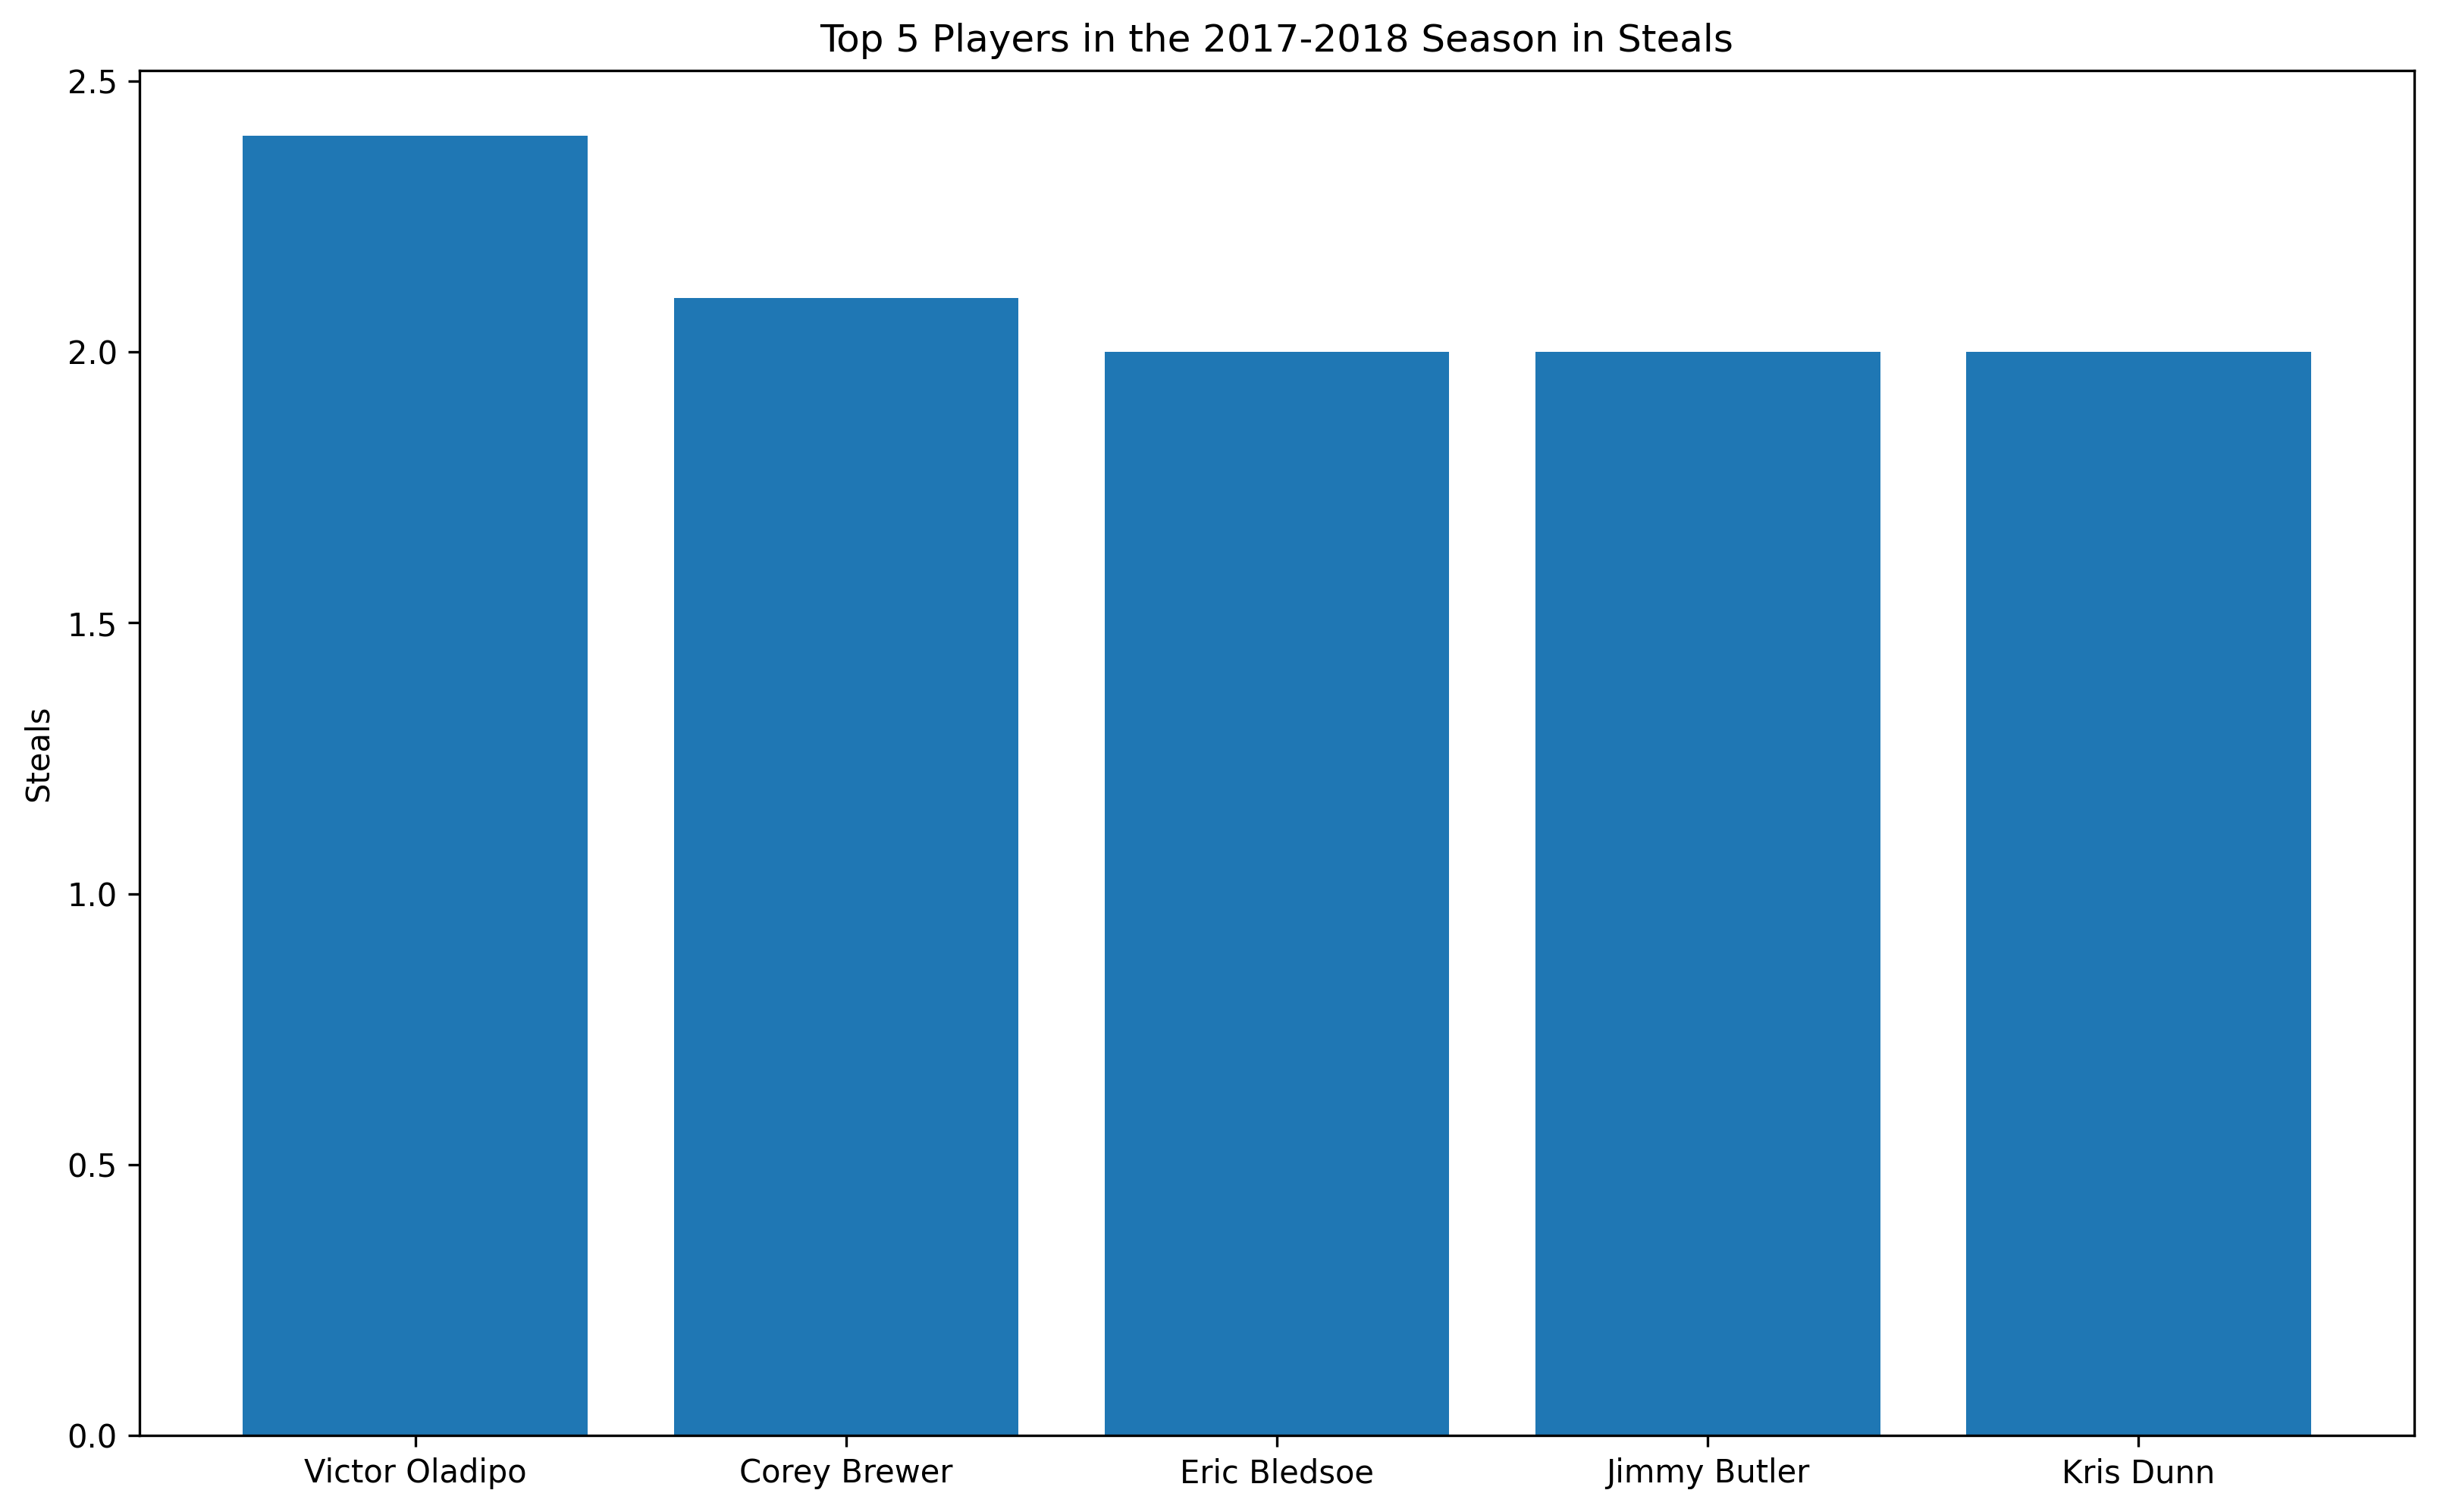 Top 5 Players in the 2017-2018 Season in Steals
2.5
2.0
1.5
1.0
0.5
0.0
Steals
Victor Oladipo
Corey Brewer
Eric Bledsoe
Jimmy Butler
Kris Dunn